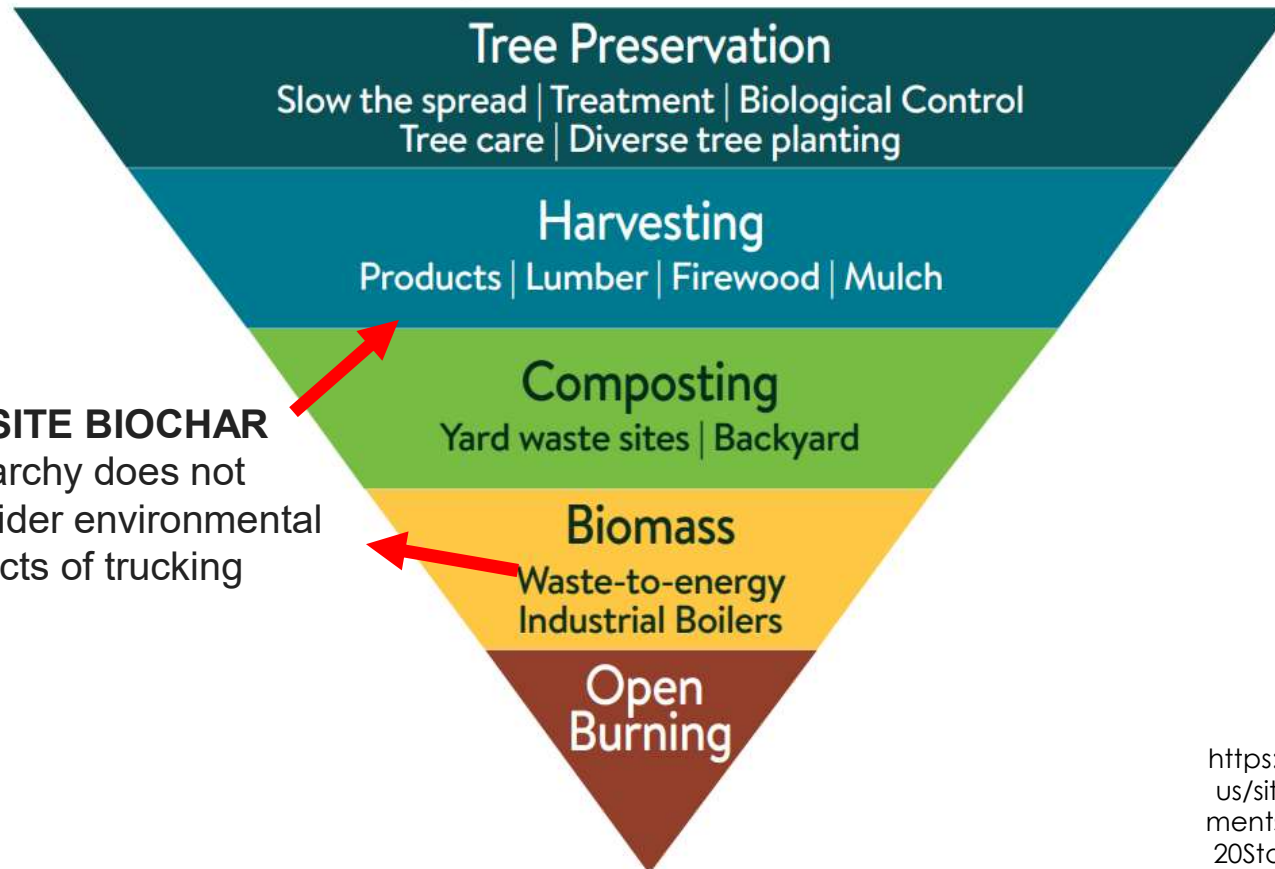 Tree Preservation
Slow the spread | Treatment | Biological Control
Tree care | Diverse tree planting
Harvesting
Products | Lumber | Firewood | Mulch
Composting
Yard waste sites | Backyard
SITE BIOCHAR
archy does not
ider environmental
cts of trucking
Biomass
Waste-to-energy
Industrial Boilers
Open
Burning
https:
us/sit
ment
20Sta